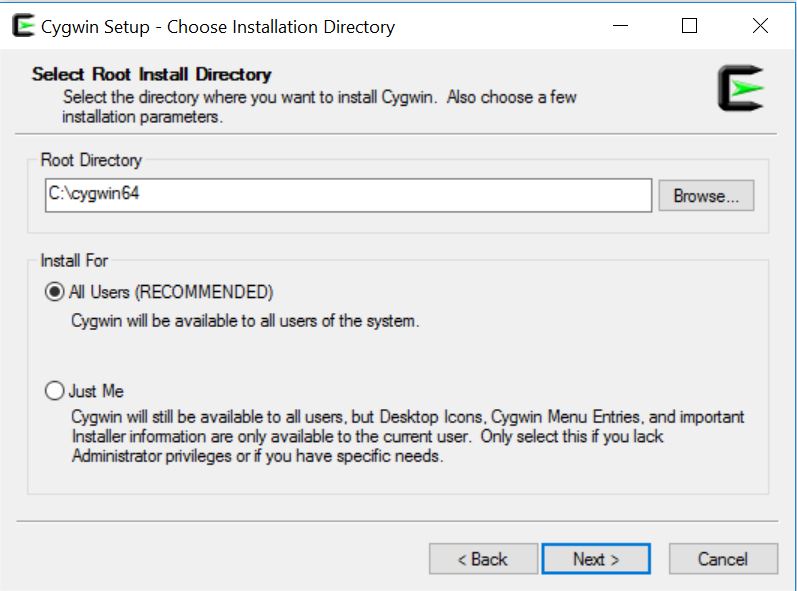 Cygwin Setup - Choose Installation Directory
Select Root Install Directory
Select the directory where you want to install Cygwin. Also choose a few
installation parameters.
Root Directory
C:\cygwin64
Browse...
Install For
All Users (RECOMMENDED)
Cygwin will be available to all users of the system.
Just Me
Cygwin will still be available to all users, but Desktop Icons, Cygwin Menu Entries, and important
Installer information are only available to the current user. Only select this if you lack
Administrator privileges or if you have specific needs.
< Back
Next >
Cancel